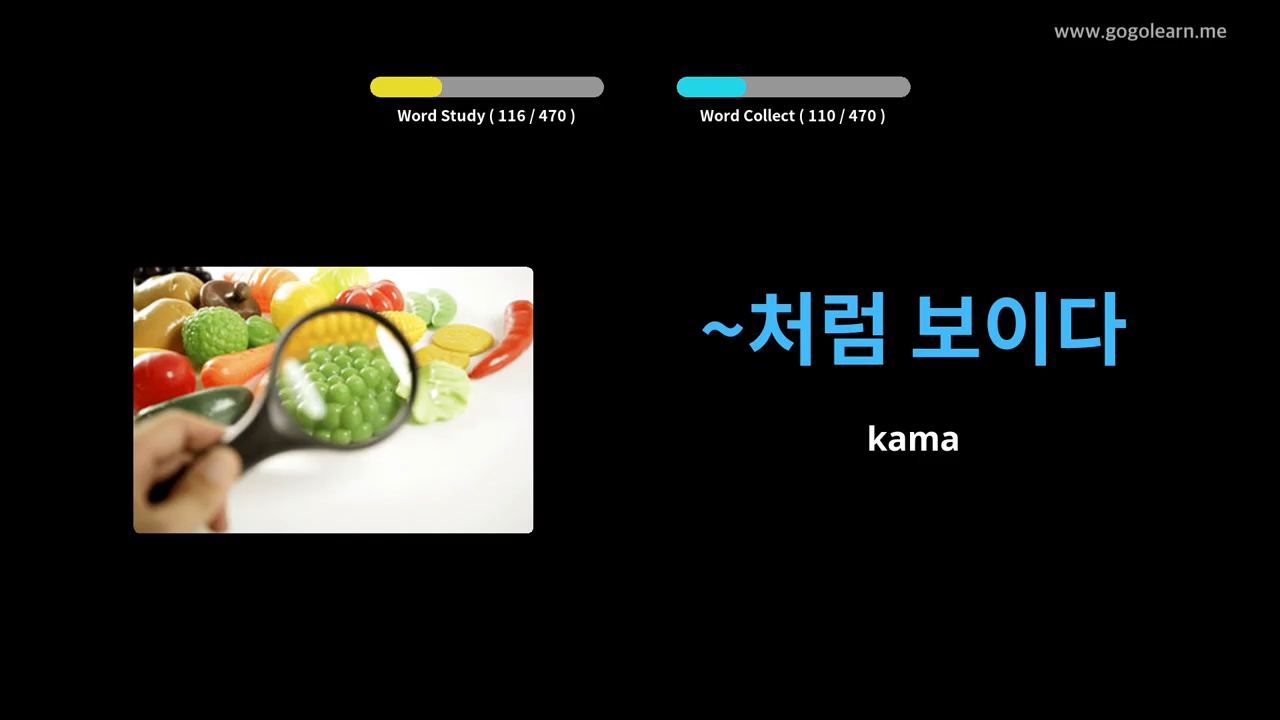 www.gogolearn.me
Word Study ( 116 / 470 )
Word Collect ( 110 / 470 )
~처럼 보이다
kama